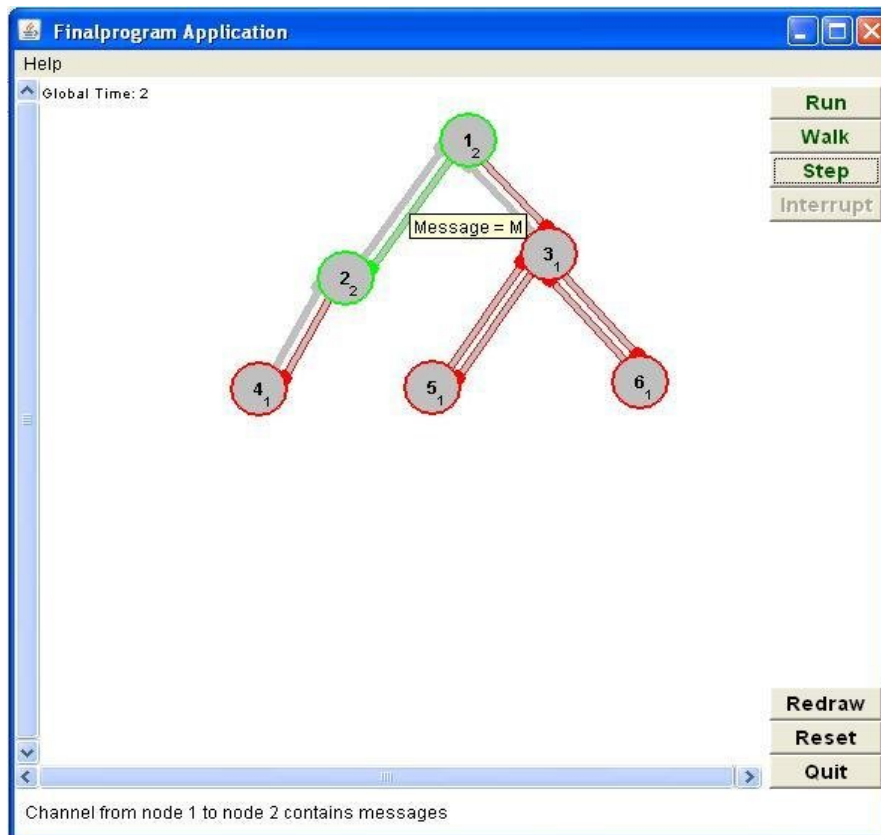 Finalprogram Application
Help
Global Time: 2
Run
Walk
Step
Interrupt
1 2
Message = M
3 1
2 2
4 1
5 1
6 1
Redraw
Reset
Quit
Channel from node 1 to node 2 contains messages